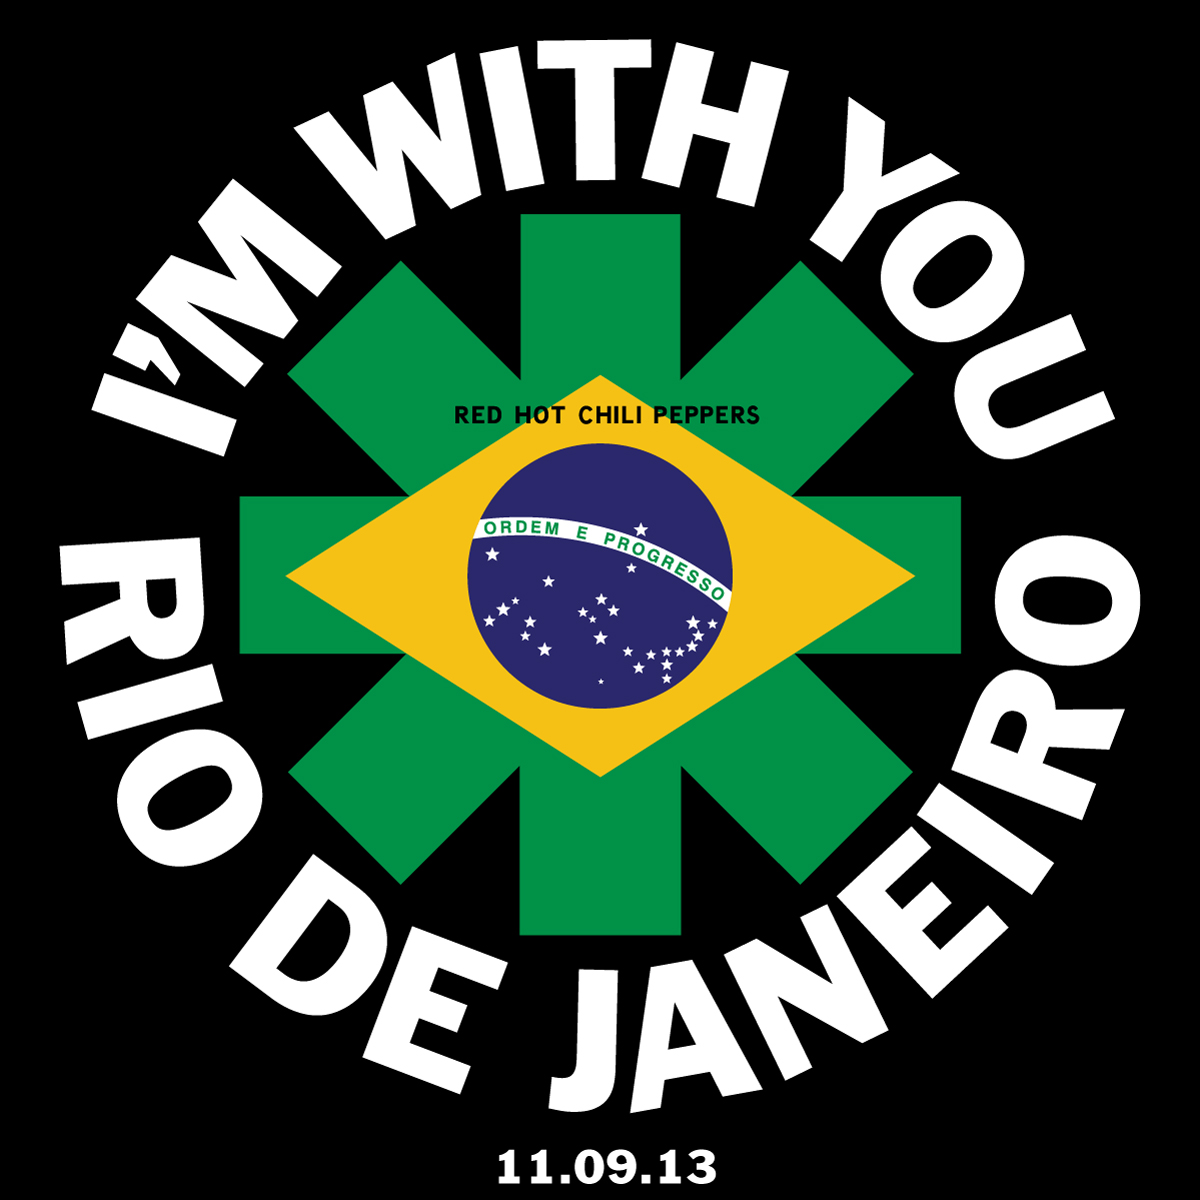 I'M WITH YOU
RED HOT CHILI PEPPERS
ORDEM E PROGRESSO
RIO DE JANEIRO
11.09.13